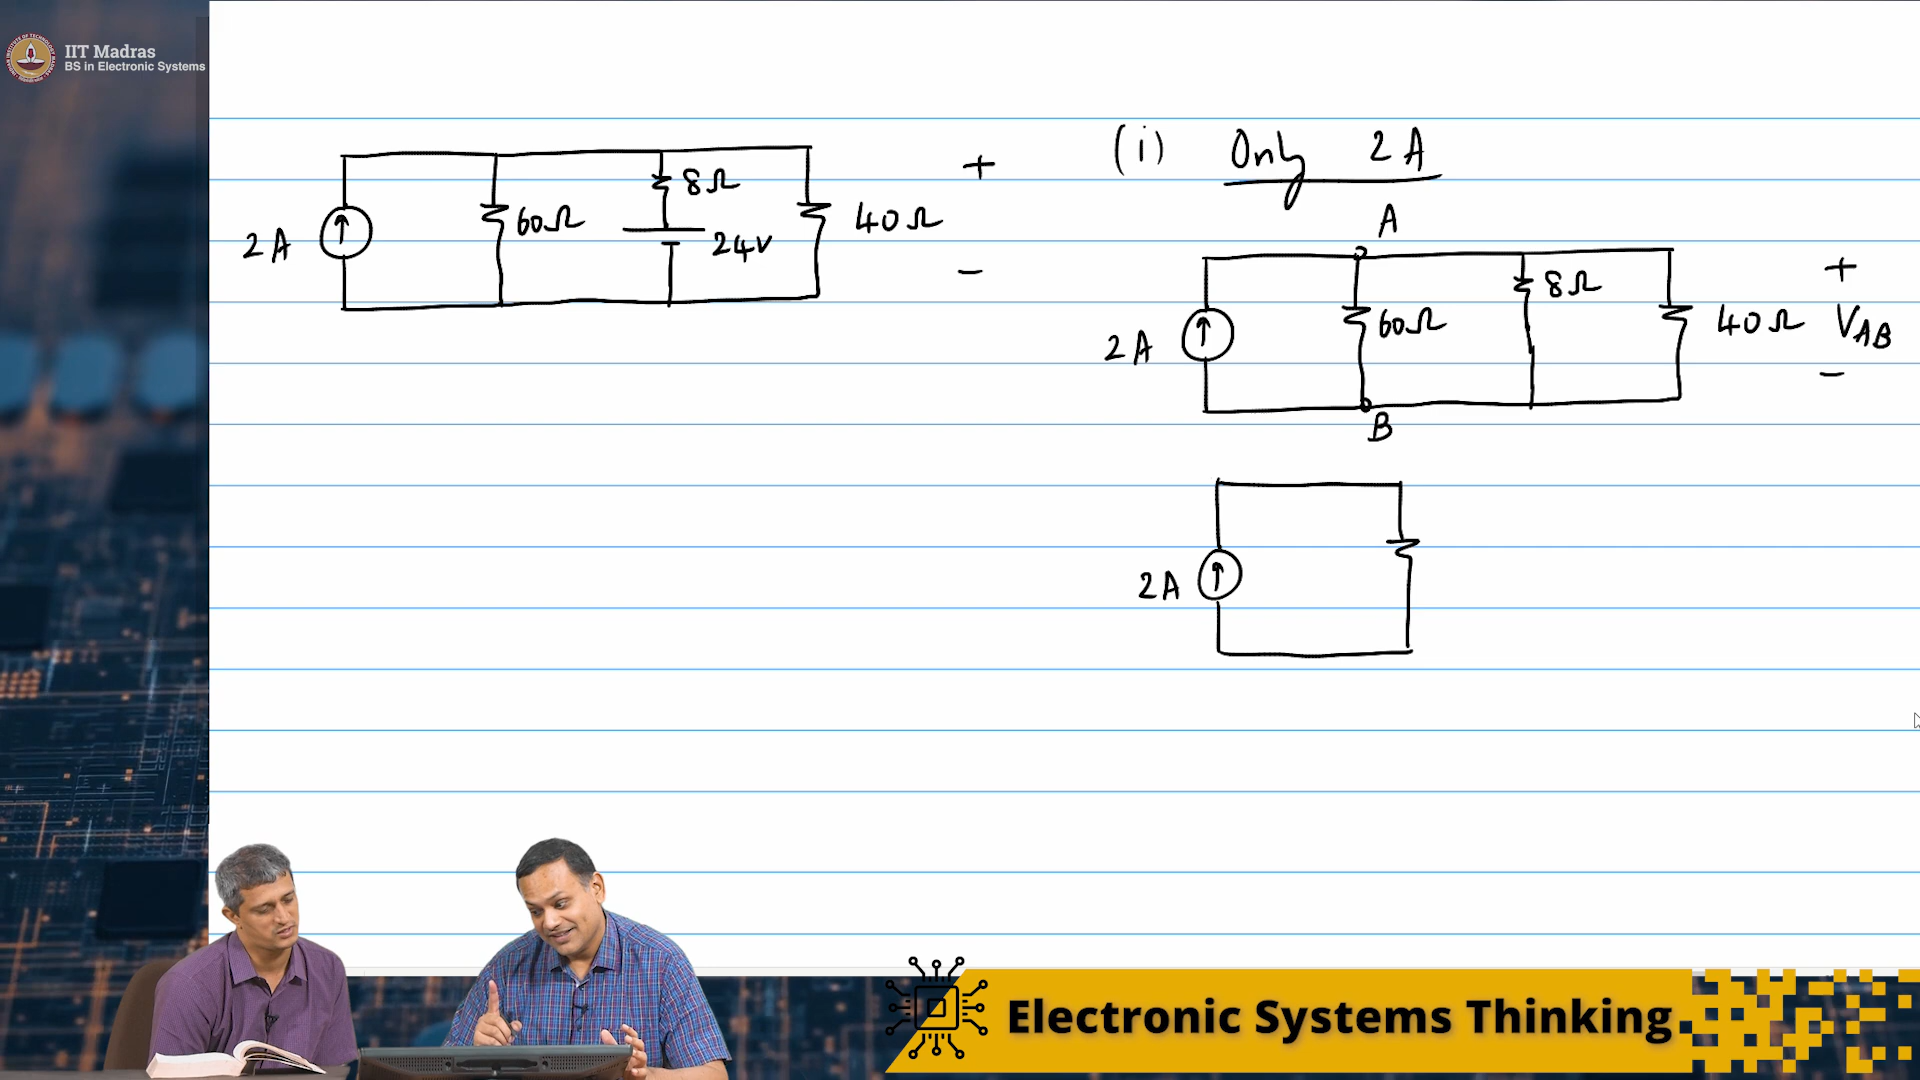 IIT Madras
BS in Electronic Systems
2A
60Ω
8Ω
24V
40Ω
+
-
(i) Only 2A
A
2A
60Ω
8Ω
40Ω
+
VAB
-
B
2A
Electronic Systems Thinking